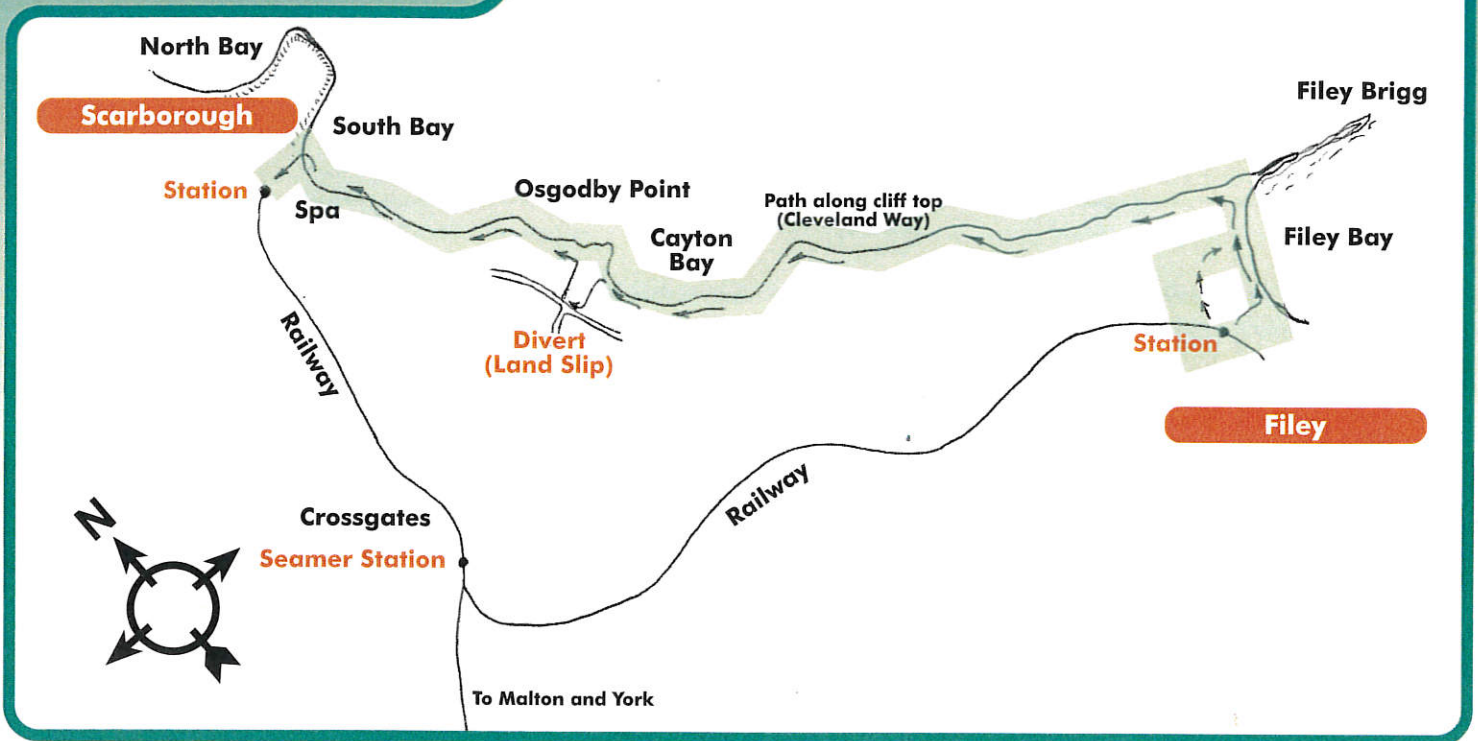 North Bay
Scarborough
South Bay
Station
Spa
Osgodby Point
Cayton
Bay
Path along cliff top
(Cleveland Way)
Filey Brigg
Filey Bay
Divert
(Land Slip)
Station
Filey
Railway
Railway
Crossgates
Seamer Station
N
To Malton and York